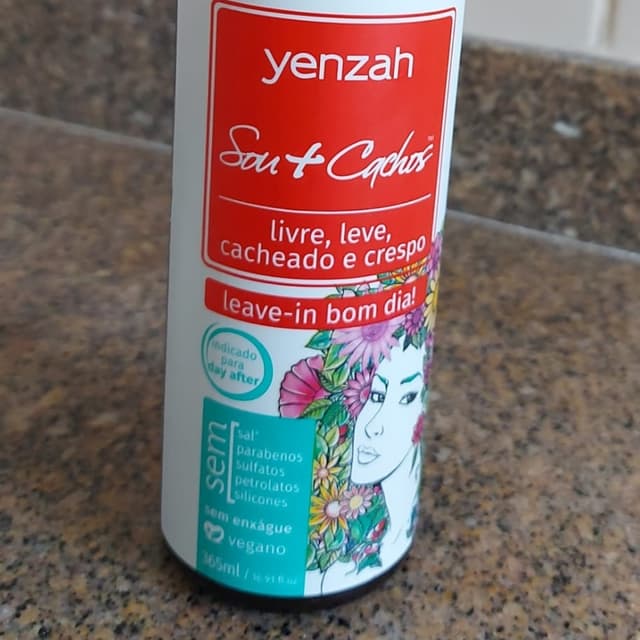 yenzah
Sou + Cachos™
livre, leve,
cacheado e crespo
leave-in bom dia!
indicado
para
day after
sem
sal*
parabenos
sulfatos
petrolatos
silicones
sem enxágue
vegano
365ml /